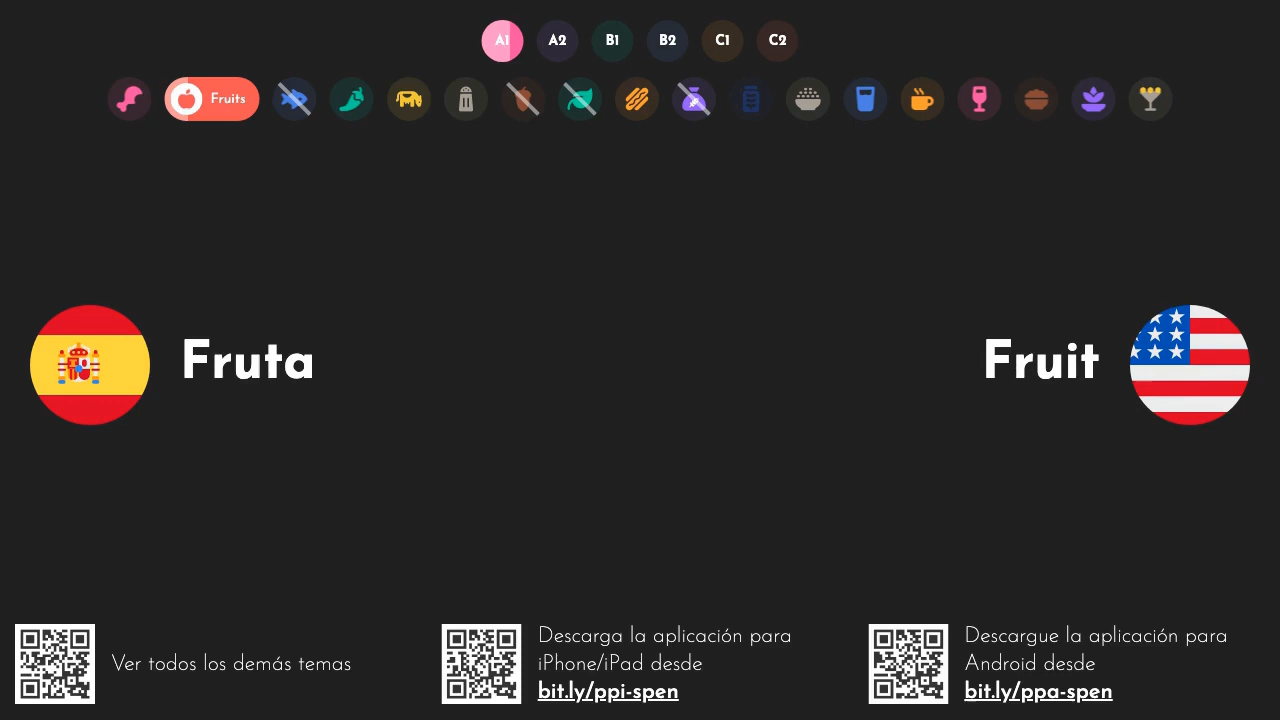 A1 A2 B1 B2 C1 C2
Fruits
Fruta
Fruit
Ver todos los demás temas
Descarga la aplicación para
iPhone/iPad desde
bit.ly/ppi-spen
Descargue la aplicación para
Android desde
bit.ly/ppa-spen